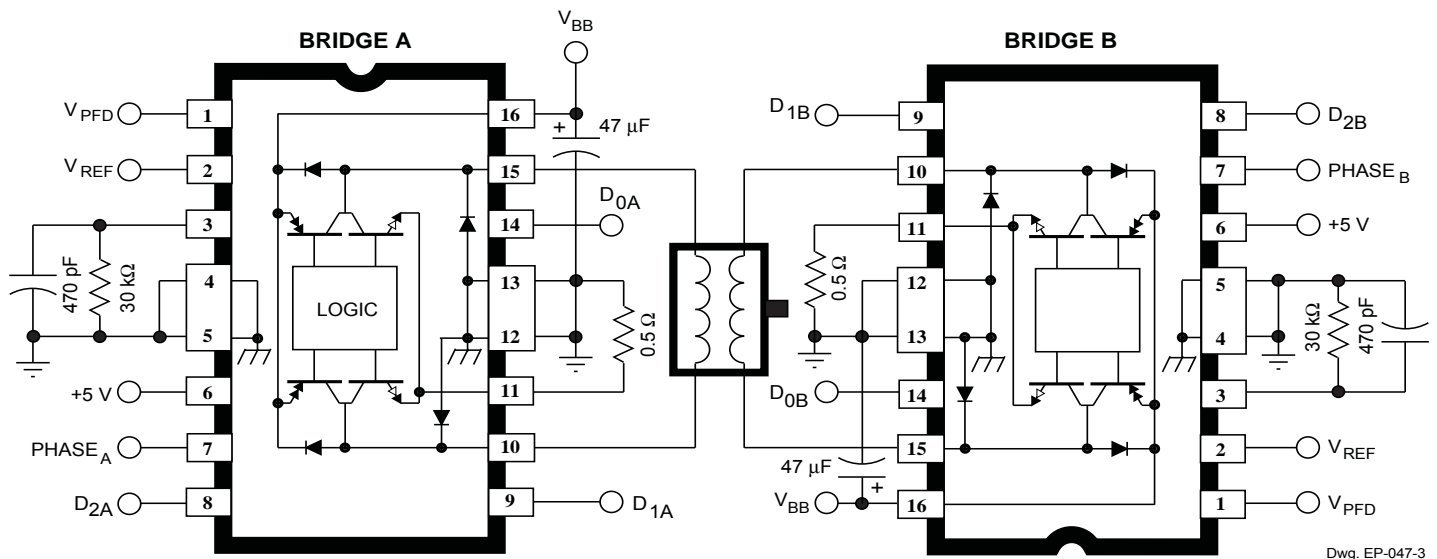 BRIDGE A
V_BB
V_PFD
1
16
+
47 µF
V_REF
2
15
D_0A
3
14
470 pF
30 kΩ
4
13
LOGIC
5
12
0.5 Ω
+5 V
6
11
PHASE_A
7
10
D_2A
8
9
D_1A
BRIDGE B
D_1B
9
8
D_2B
10
7
PHASE_B
11
6
+5 V
0.5 Ω
12
5
13
4
30 kΩ
470 pF
D_0B
14
3
15
2
V_REF
47 µF
+
V_BB
16
1
V_PFD
Dwg. EP-047-3